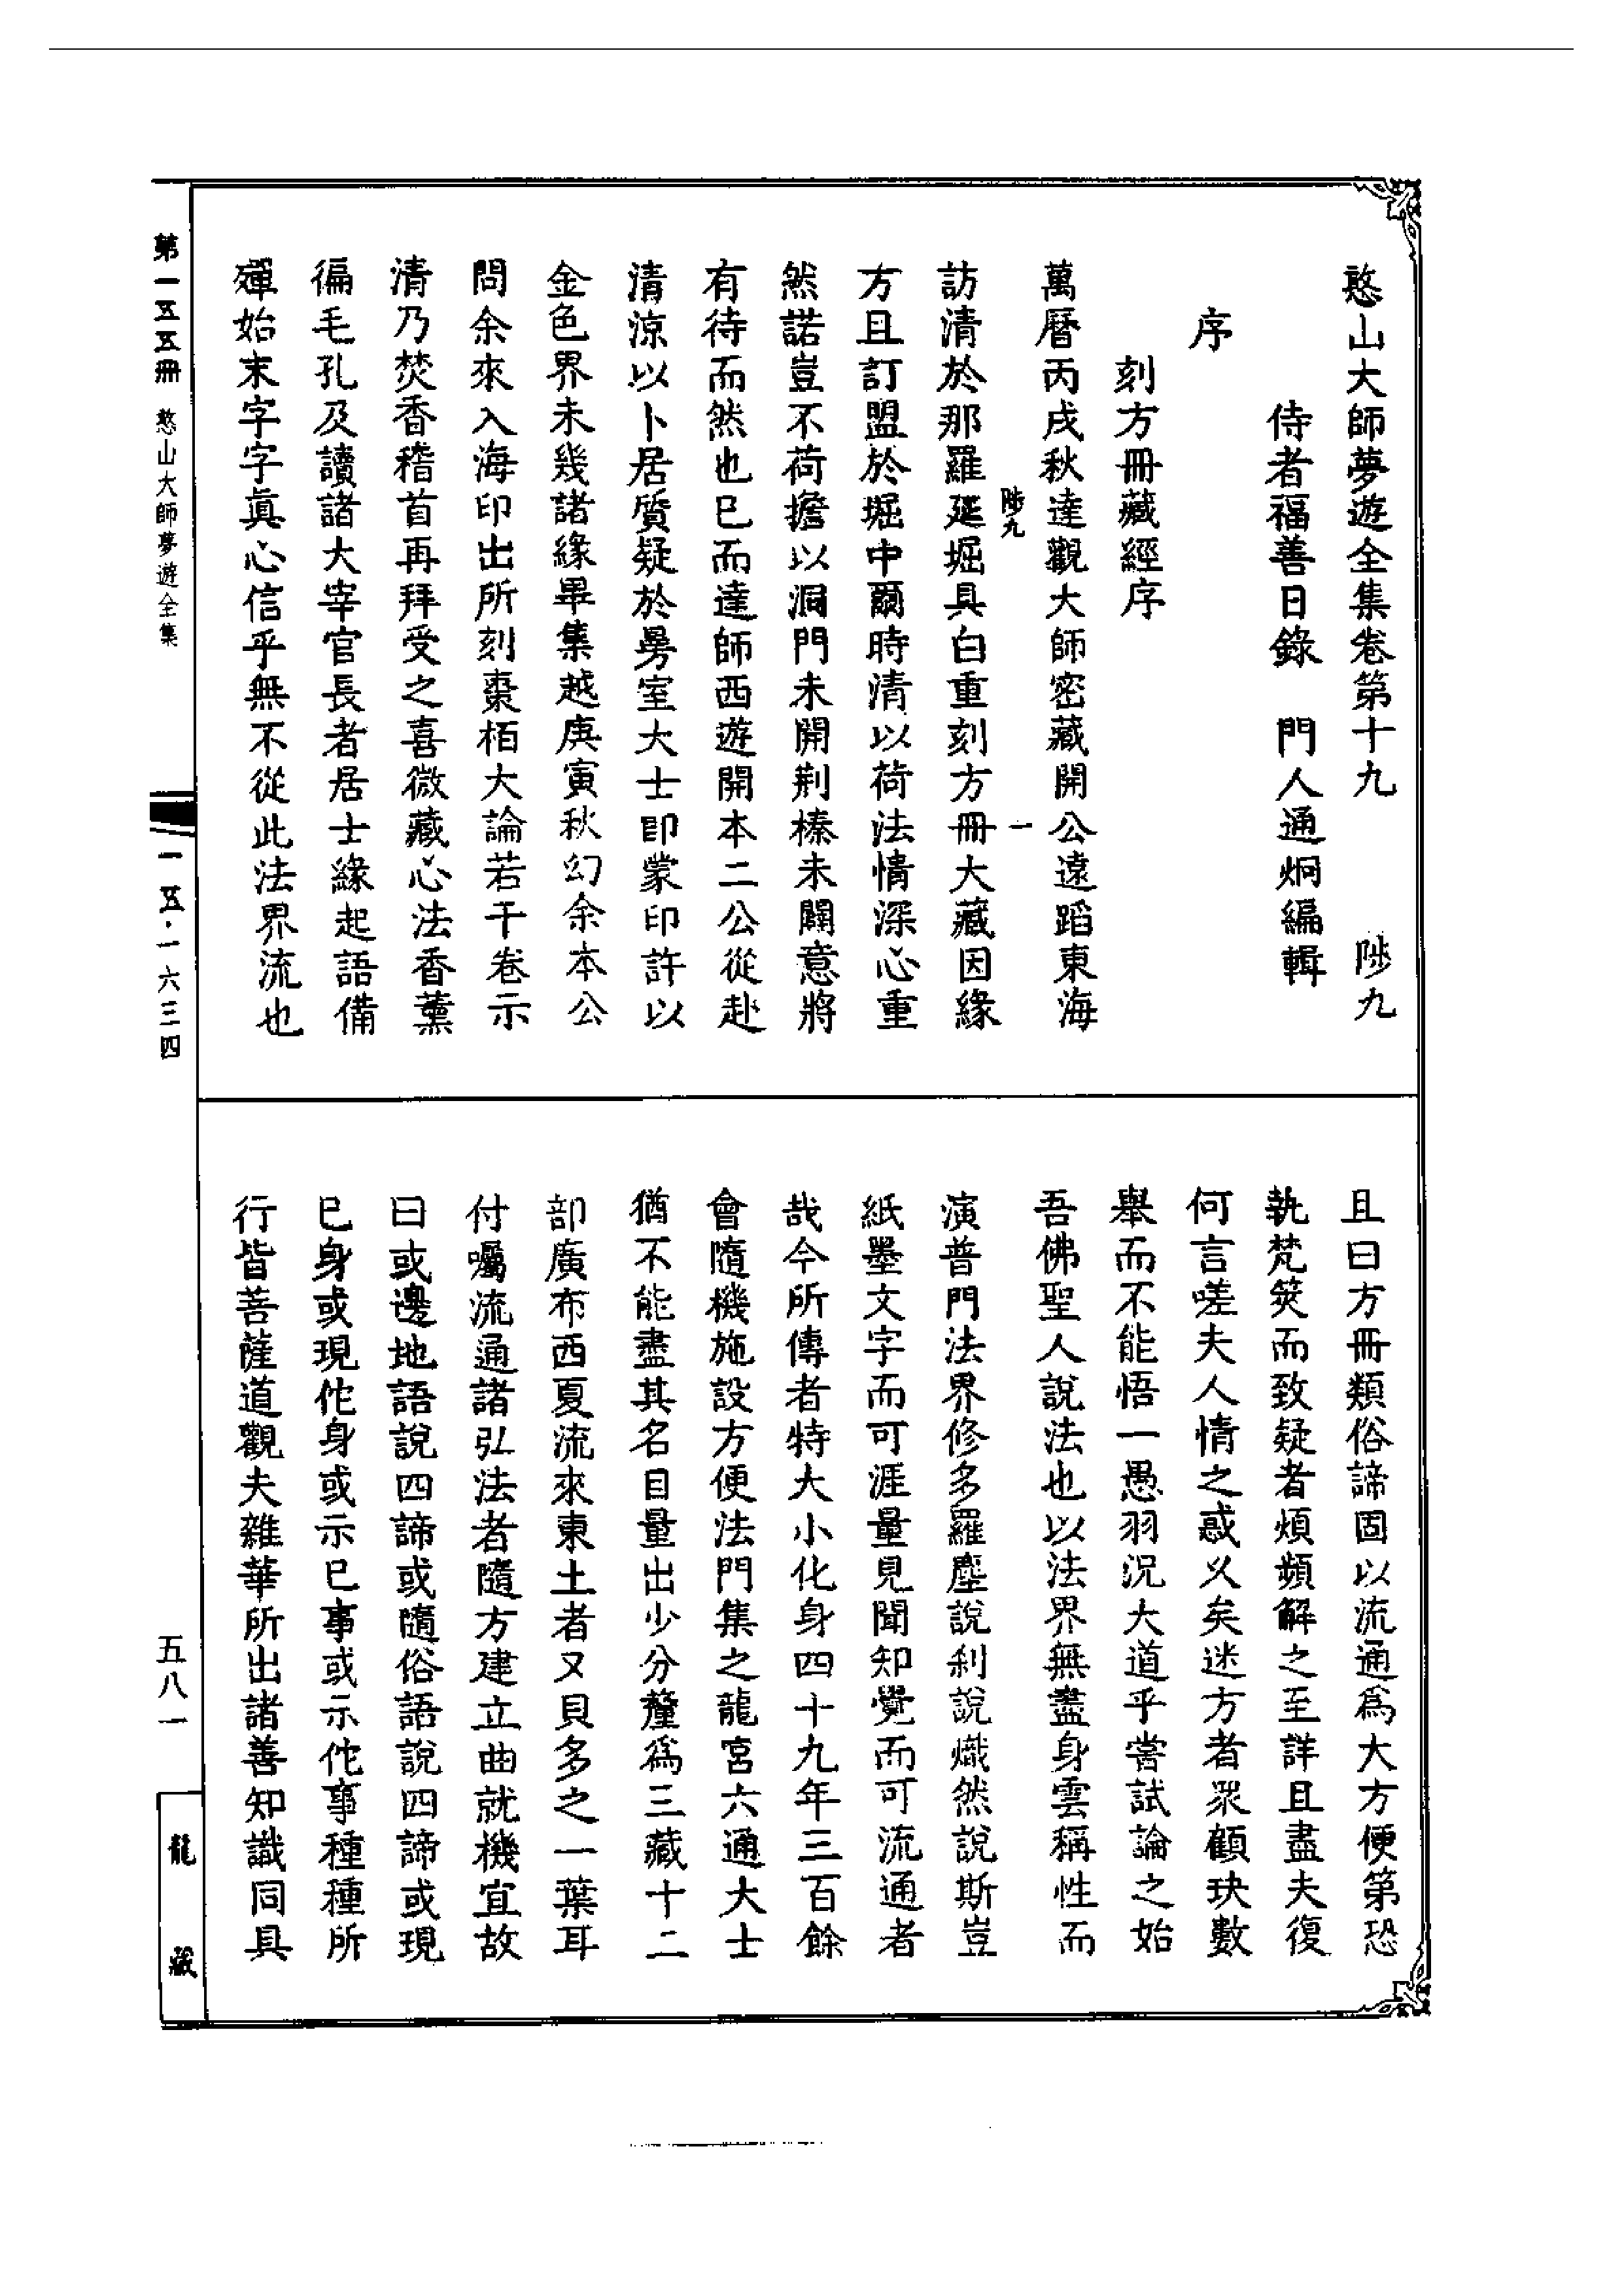 憨山大師夢遊全集卷第十九　陟九
侍者福善日錄　門人通炯編輯
序
刻方冊藏經序
萬曆丙戌秋達觀大師密藏開公遠蹈東海
陟九　一
訪清於那羅延堀具白重刻方冊大藏因緣
方且訂盟於堀中爾時清以荷法情深心重
然諾豈不荷擔以洞門未開荆榛未闢意將
有待而然也已而達師西遊開本二公從赴
清涼以卜居質疑於曼室大士即蒙印許以
金色界未幾諸緣畢集越庚寅秋幻余本公
問余來入海印出所刻棗栢大論若干卷示
清乃焚香稽首再拜受之喜微藏心法香薰
徧毛孔及讀諸大宰官長者居士緣起語備
殫始末字字眞心信乎無不從此法界流也
且曰方冊類俗諦固以流通爲大方便第恐
執梵筴而致疑者煩頻解之至詳且盡夫復
何言嗟夫人情之惑乆矣迷方者衆顧玦數
舉而不能悟一愚羽況大道乎嘗試論之始
吾佛聖人說法也以法界無盡身雲稱性而
演普門法界修多羅塵說刹說熾然說斯豈
紙墨文字而可涯量見聞知覺而可流通者
哉今所傳者特大小化身四十九年三百餘
會隨機施設方便法門集之龍宮六通大士
猶不能盡其名目量出少分釐爲三藏十二
部廣布西夏流來東土者又貝多之一葉耳
付囑流通諸弘法者隨方建立曲就機宜故
曰或邊地語說四諦或隨俗語說四諦或現
已身或現佗身或示已事或示佗事種種所
行皆菩薩道觀夫雜華所出諸善知識同具
第一五五冊　憨山大師夢遊全集
一五·一六三四
五八一
龍藏